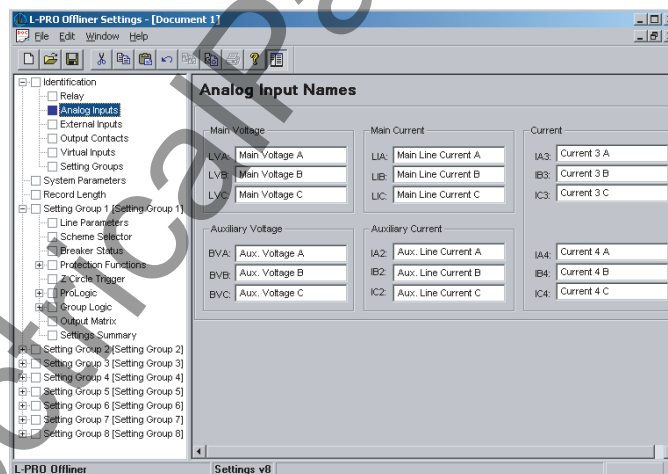 L-PRO Offliner Settings - [Document 1]
File Edit Window Help
Identification
Relay
Analog Inputs
External Inputs
Output Contacts
Virtual Inputs
Setting Groups
System Parameters
Record Length
Setting Group 1 [Setting Group 1]
Line Parameters
Scheme Selector
Breaker Status
Protection Functions
Z Circle Trigger
ProLogic
Group Logic
Output Matrix
Settings Summary
Setting Group 2 [Setting Group 2]
Setting Group 3 [Setting Group 3]
Setting Group 4 [Setting Group 4]
Setting Group 5 [Setting Group 5]
Setting Group 6 [Setting Group 6]
Setting Group 7 [Setting Group 7]
Setting Group 8 [Setting Group 8]
Analog Input Names
Main Voltage
LVA: Main Voltage A
LVB: Main Voltage B
LVC: Main Voltage C
Main Current
LIA: Main Line Current A
LIB: Main Line Current B
LIC: Main Line Current C
Current
IA3: Current 3 A
IB3: Current 3 B
IC3: Current 3 C
Auxiliary Voltage
BVA: Aux. Voltage A
BVB: Aux. Voltage B
BVC: Aux. Voltage C
Auxiliary Current
IA2: Aux. Line Current A
IB2: Aux. Line Current B
IC2: Aux. Line Current C
IA4: Current 4 A
IB4: Current 4 B
IC4: Current 4 C
L-PRO Offliner
Settings v8